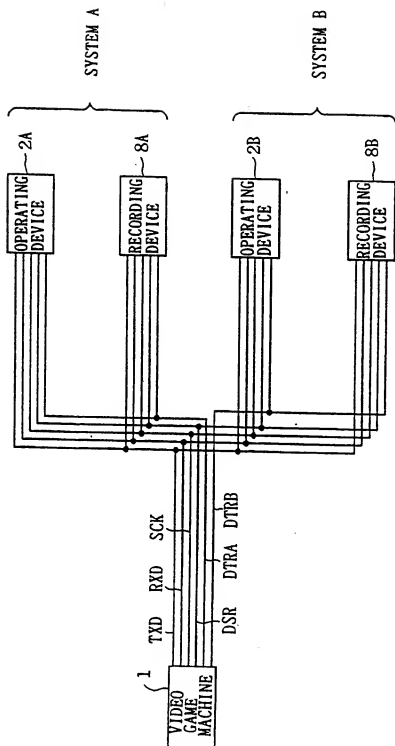 SYSTEM A
SYSTEM B
2A
8A
2B
8B
OPERATING
DEVICE
RECORDING
DEVICE
OPERATING
DEVICE
RECORDING
DEVICE
TXD
RXD
SCK
DSR
DTRA
DTRB
1
VIDEO
GAME
MACHINE